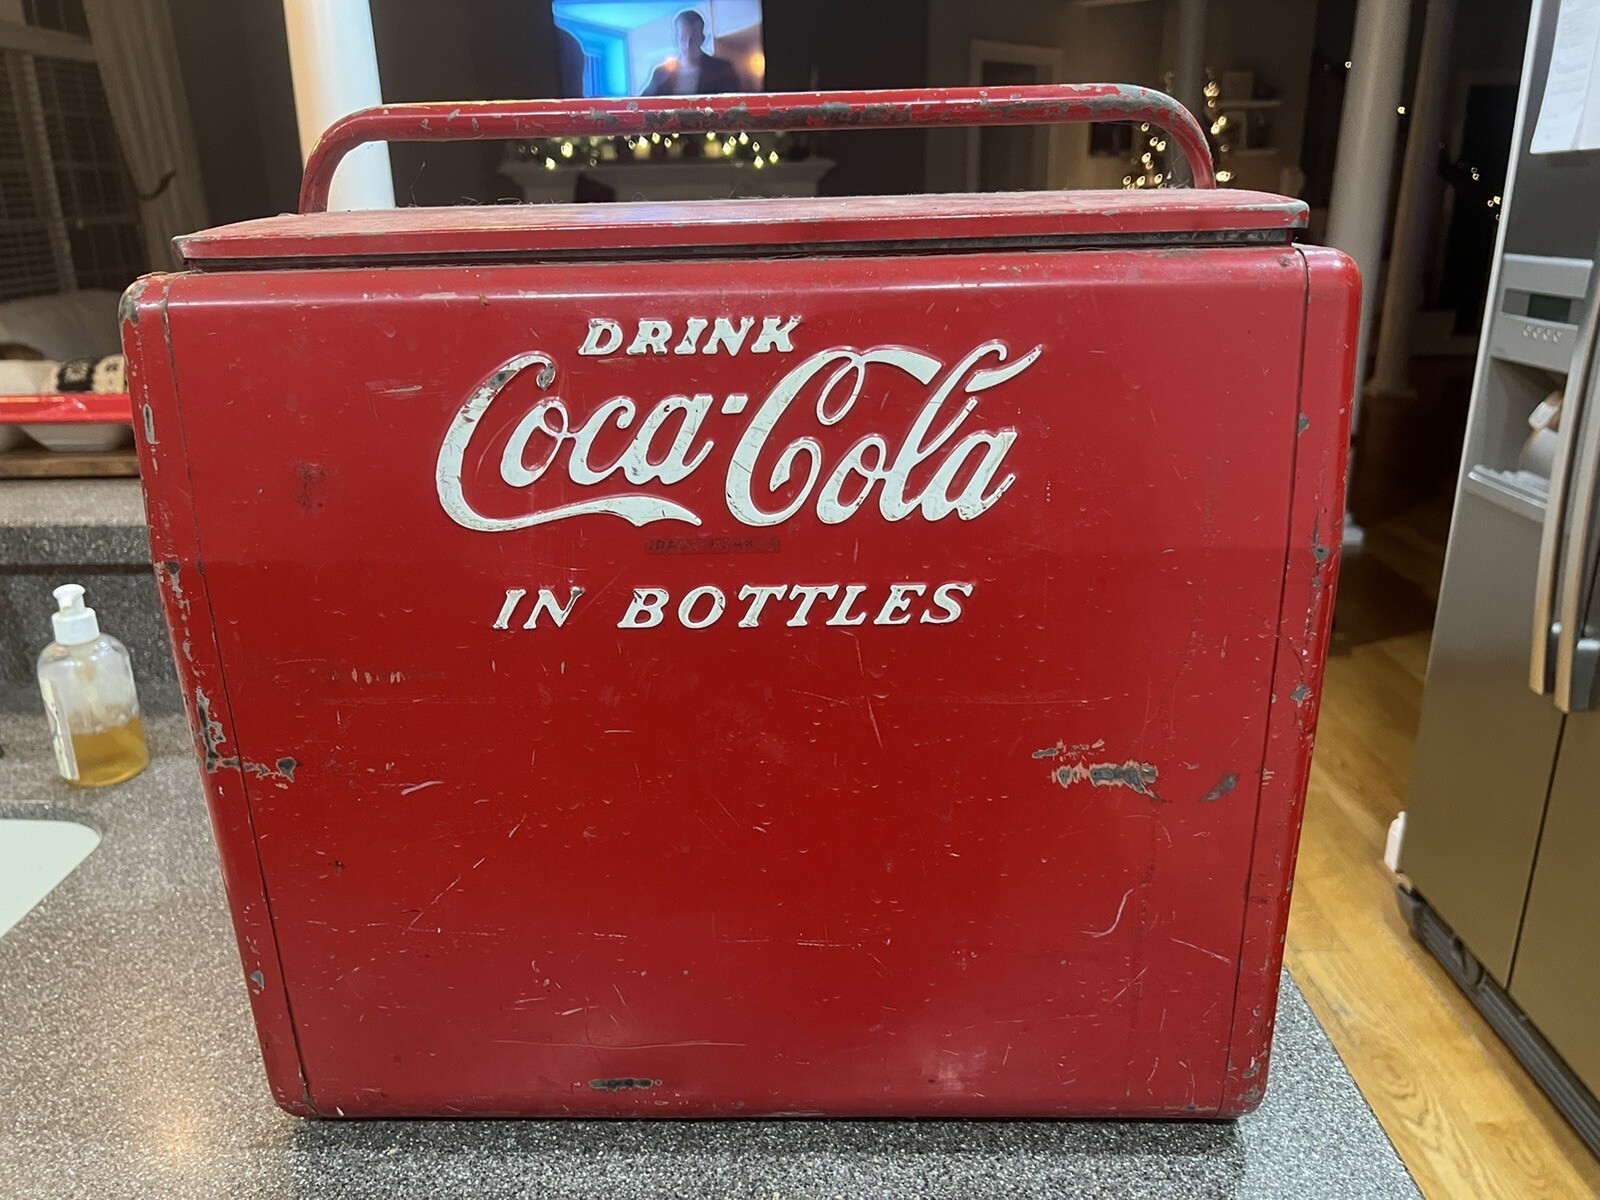 DRINK
Coca-Cola
IN BOTTLES